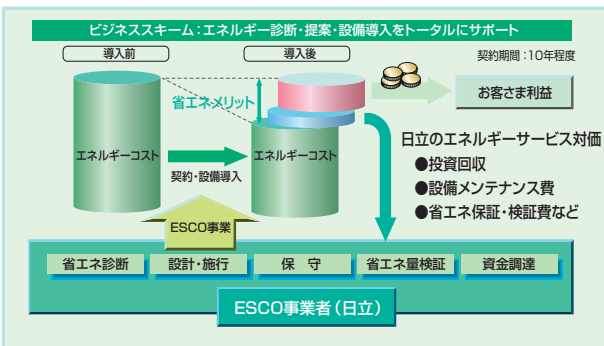 ビジネススキーム：エネルギー診断・提案・設備導入をトータルにサポート
導入前
導入後
契約期間：10年程度
省エネメリット
お客さま利益
エネルギーコスト
エネルギーコスト
契約・設備導入
日立のエネルギーサービス対価
●投資回収
●設備メンテナンス費
●省エネ保証・検証費など
ESCO事業
省エネ診断
設計・施行
保　守
省エネ量検証
資金調達
ESCO事業者（日立）